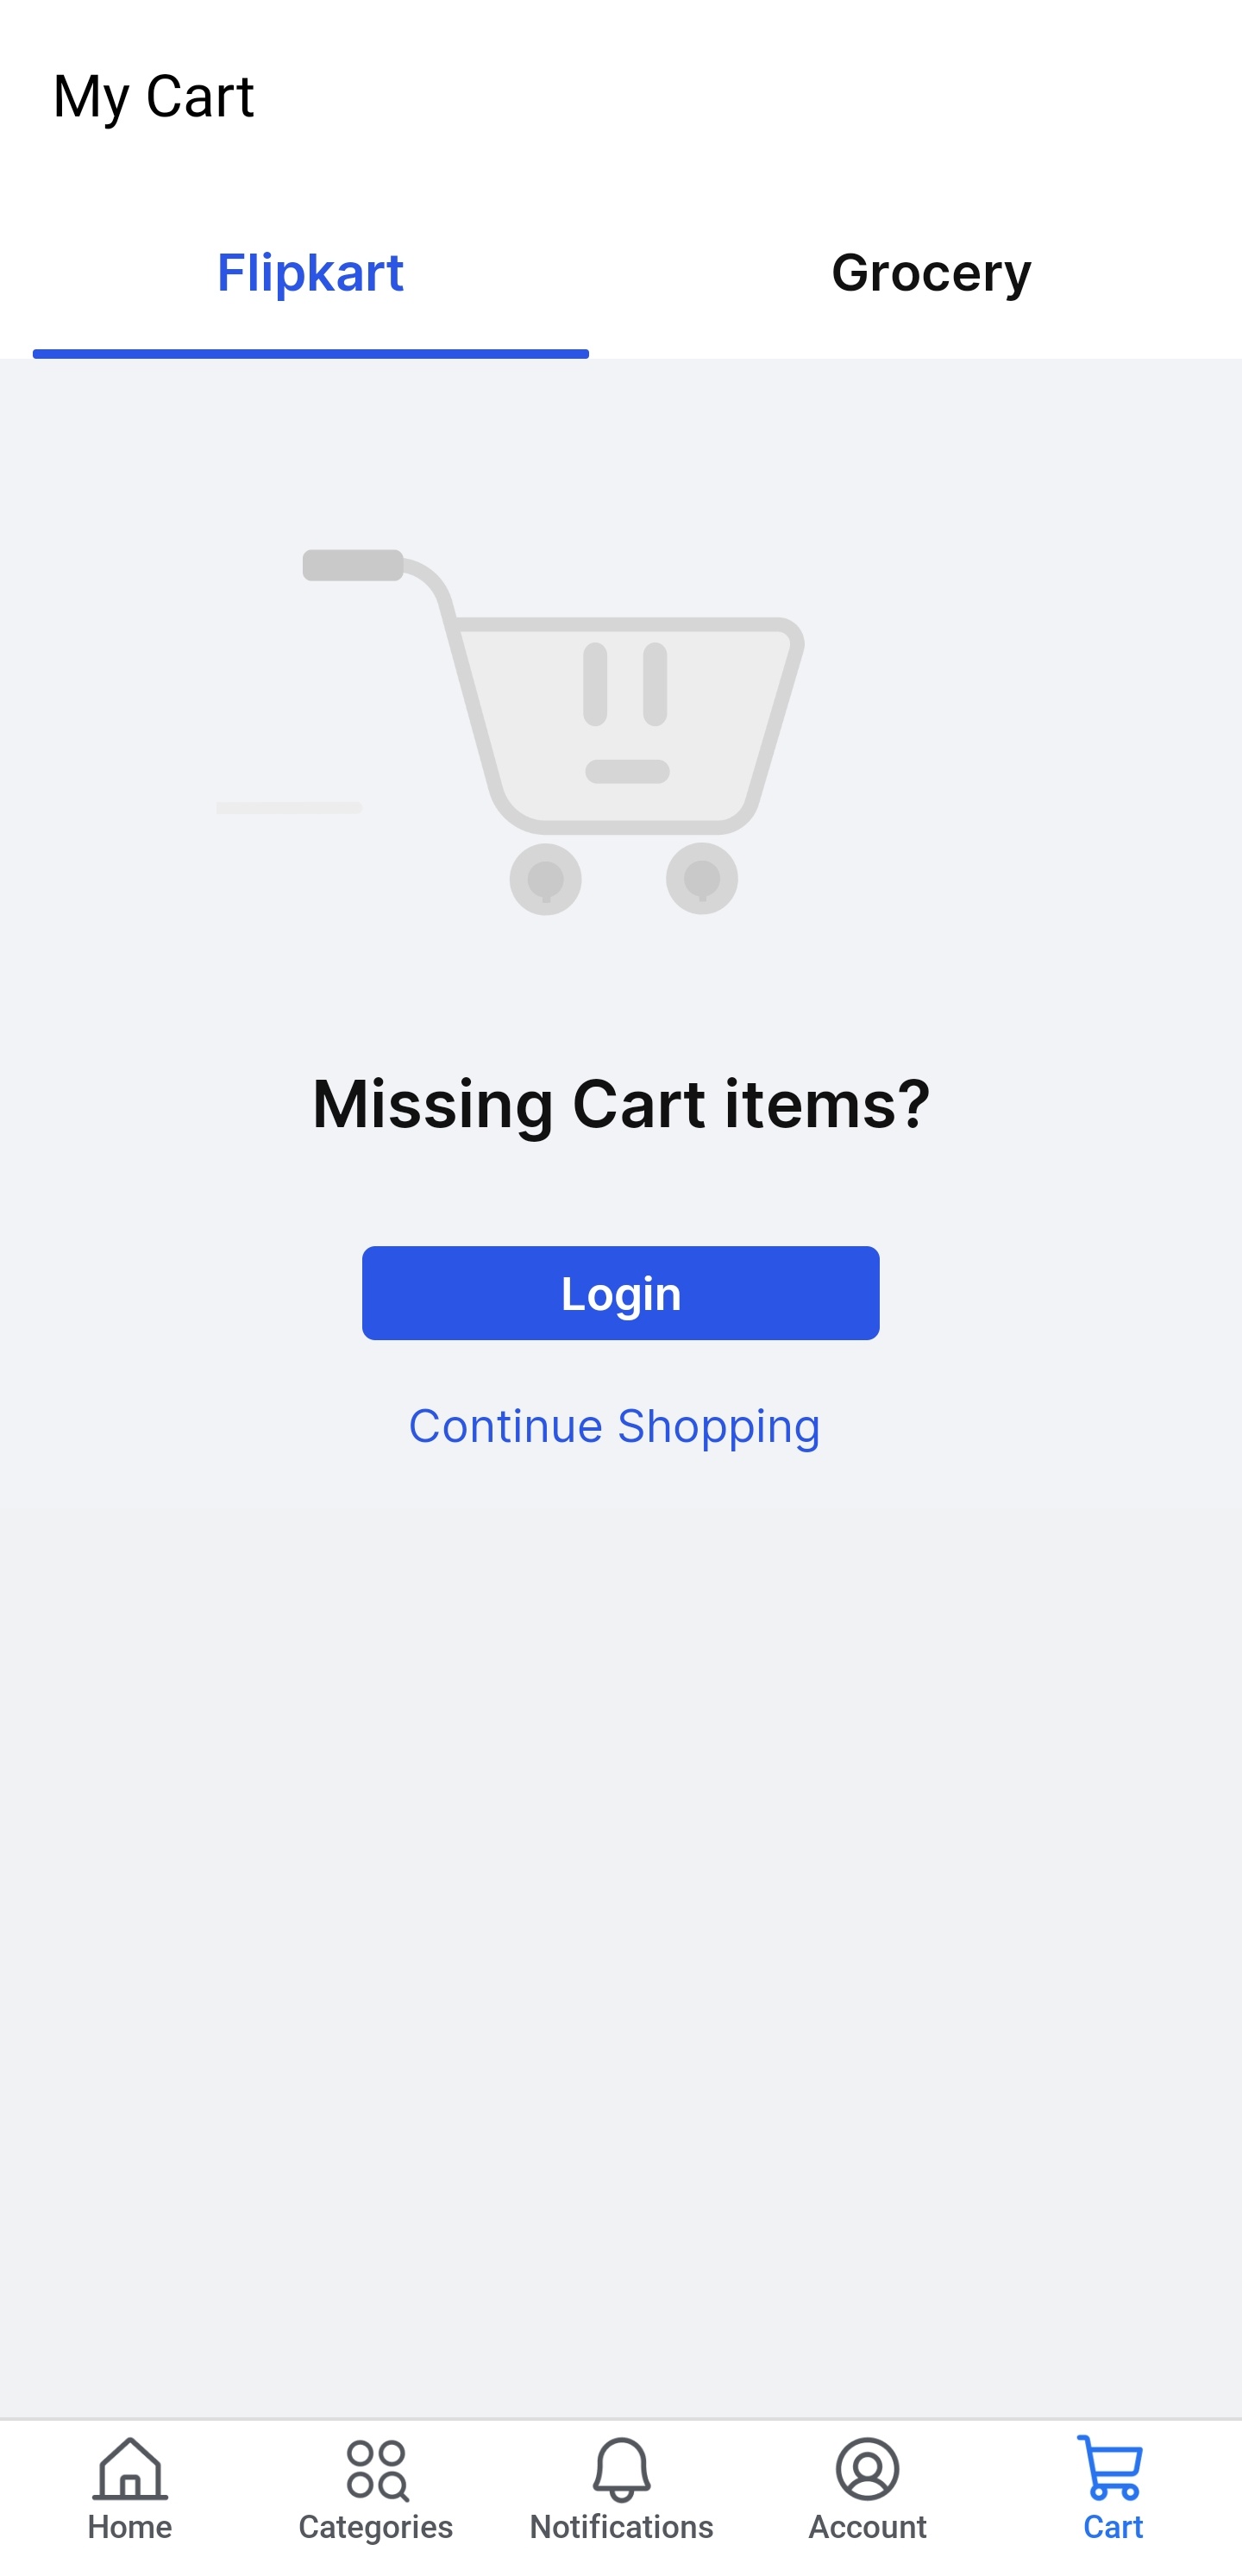 My Cart
Flipkart
Grocery
Missing Cart items?
Login
Continue Shopping
Home
Categories
Notifications
Account
Cart